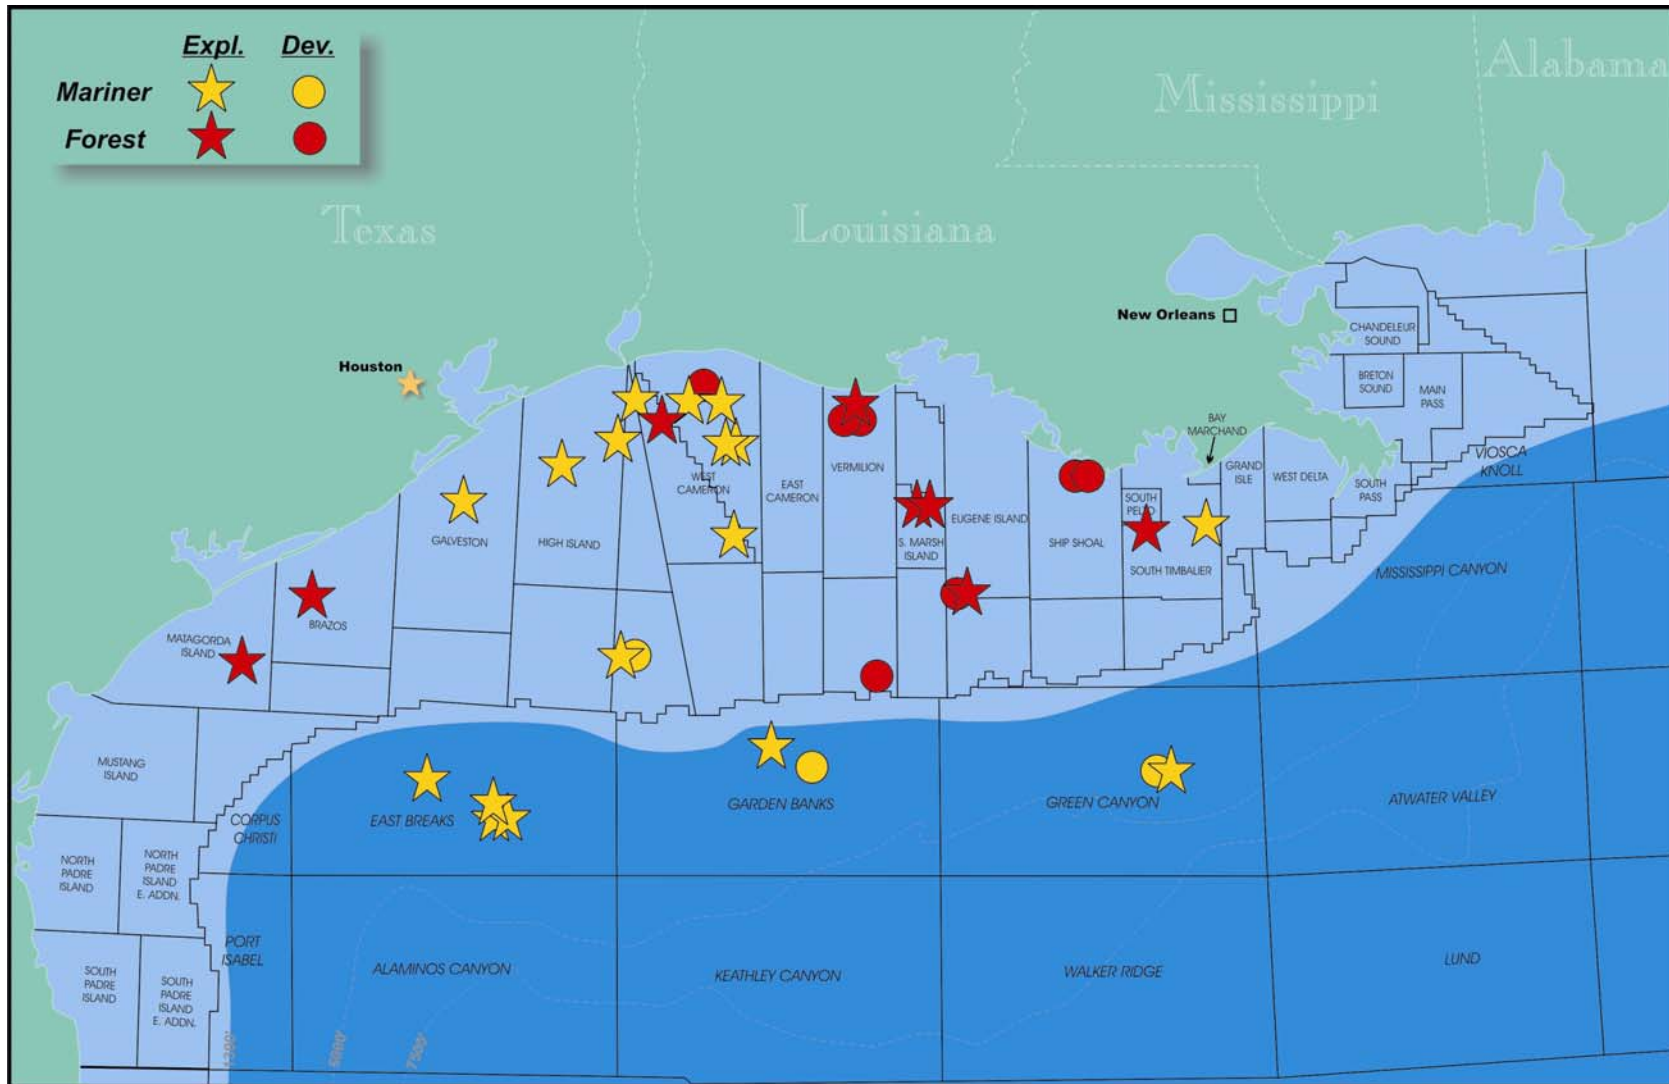 Expl. Dev.
Mariner
Forest
Alabama
Mississippi
Texas
Louisiana
New Orleans
Houston
CHANDELEUR
SOUND
BRETON
SOUND
MAIN
PASS
BAY
MARCHAND
VIOSCA
KNOLL
GRAND
ISLE
WEST DELTA
SOUTH
PASS
VERMILION
WEST
CAMERON
EAST
CAMERON
SOUTH
PELTO
EUGENE ISLAND
GALVESTON
HIGH ISLAND
S. MARSH
ISLAND
SHIP SHOAL
SOUTH TIMBALIER
MISSISSIPPI CANYON
BRAZOS
MATAGORDA
ISLAND
MUSTANG
ISLAND
CORPUS
CHRISTI
EAST BREAKS
GARDEN BANKS
GREEN CANYON
ATWATER VALLEY
NORTH
PADRE
ISLAND
NORTH
PADRE
ISLAND
E. ADDN.
PORT
ISABEL
ALAMINOS CANYON
KEATHLEY CANYON
WALKER RIDGE
LUND
SOUTH
PADRE
ISLAND
SOUTH
PADRE
ISLAND
E. ADDN.
5000'
7500'